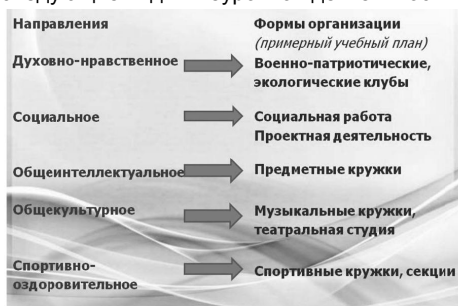 Направления
Формы организации
(примерный учебный план)
Духовно-нравственное
Военно-патриотические,
экологические клубы
Социальное
Социальная работа
Проектная деятельность
Общеинтеллектуальное
Предметные кружки
Общекультурное
Музыкальные кружки,
театральная студия
Спортивно-
оздоровительное
Спортивные кружки, секции